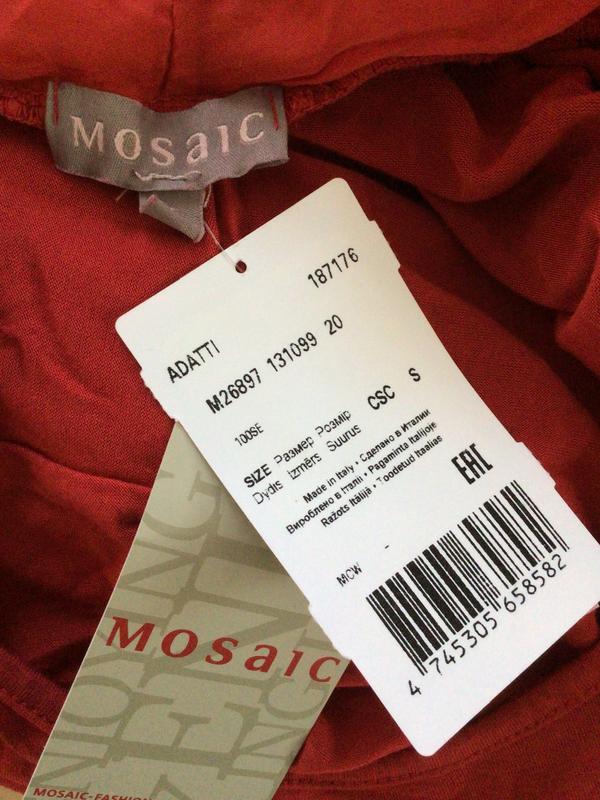 MOSAIC
187176
ADATTI
M26897 131099 20
100SE
SIZE Размер Розмір CSC S
Dydis Izmērs Suurus
Made in Italy • Сделано в Италии
Вироблено в Італії • Pagaminta Italijoje
Ražots Itālijā • Toodetud Itaalias
EAC
MCW -
4 745305 658582
MOSAIC
MOSAIC-FASHION